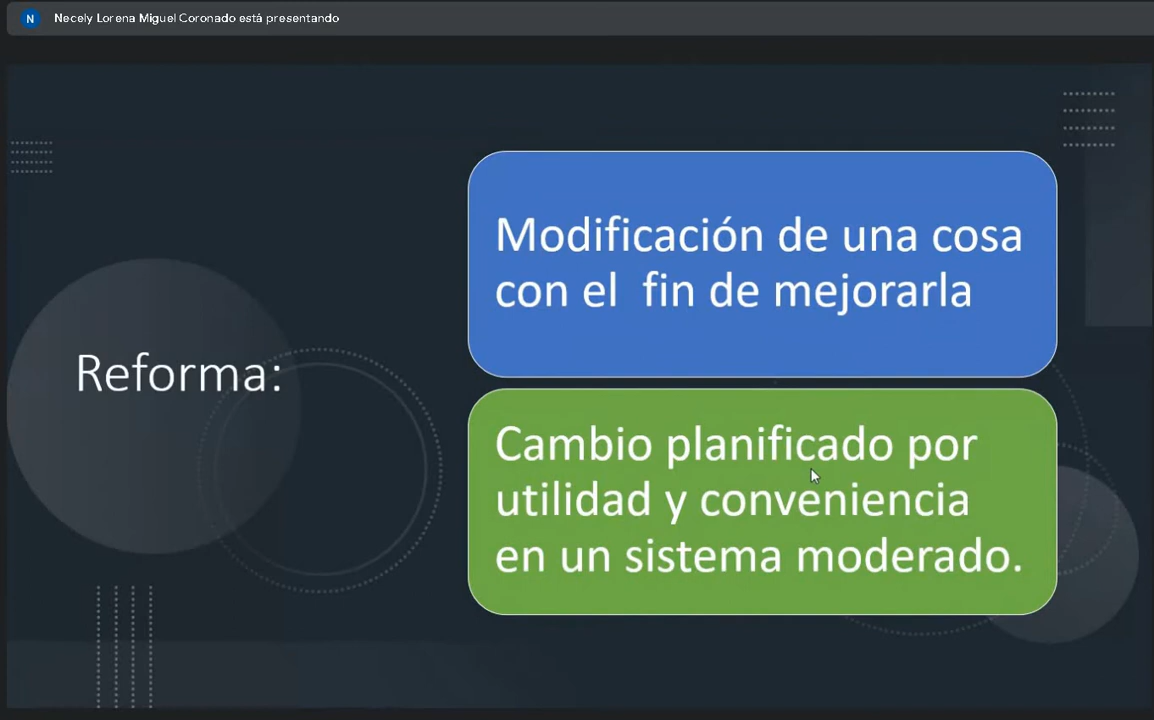 N
Necely Lorena Miguel Coronado está presentando
Reforma:
Modificación de una cosa
con el  fin de mejorarla
Cambio planificado por
utilidad y conveniencia
en un sistema moderado.